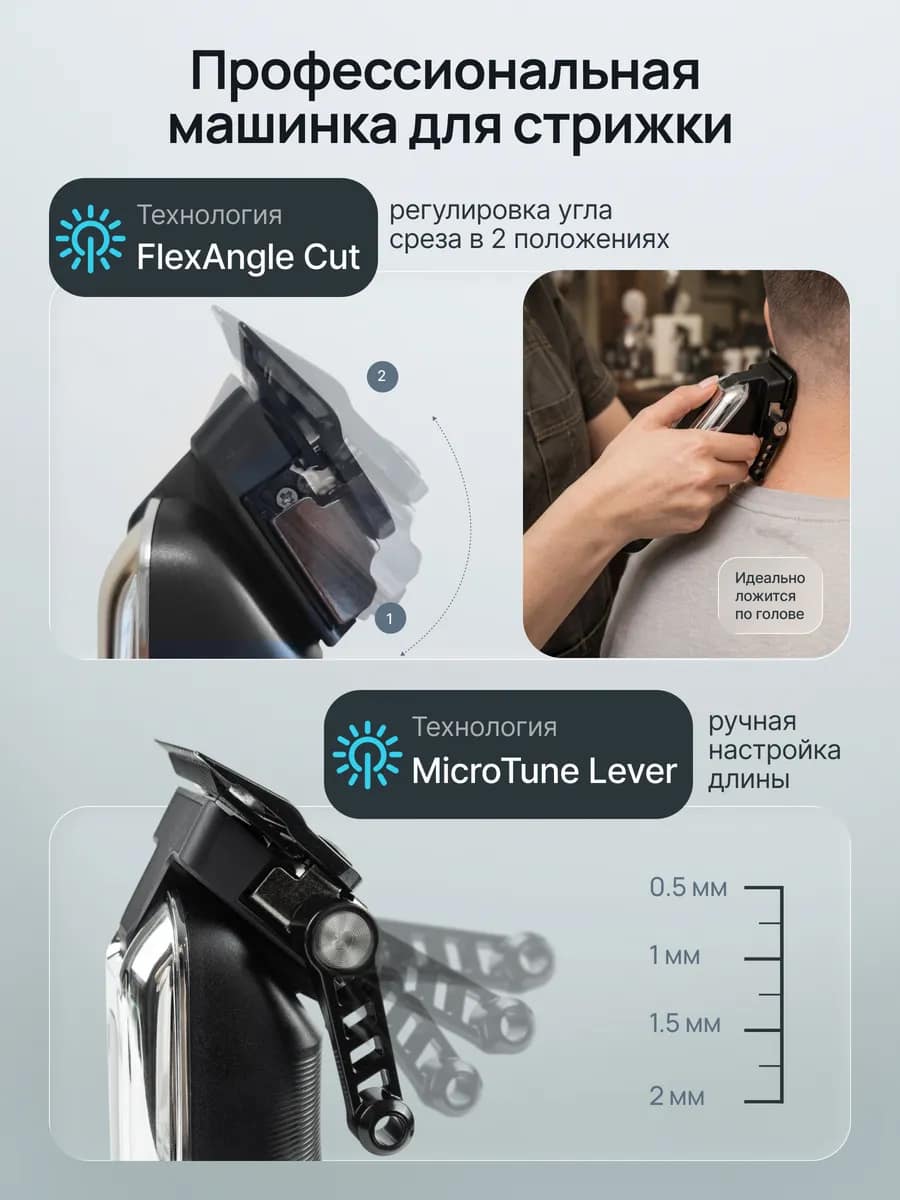 Профессиональная
машинка для стрижки
Технология
FlexAngle Cut
регулировка угла
среза в 2 положениях
2
1
Идеально
ложится
по голове
Технология
MicroTune Lever
ручная
настройка
длины
0.5 мм
1 мм
1.5 мм
2 мм